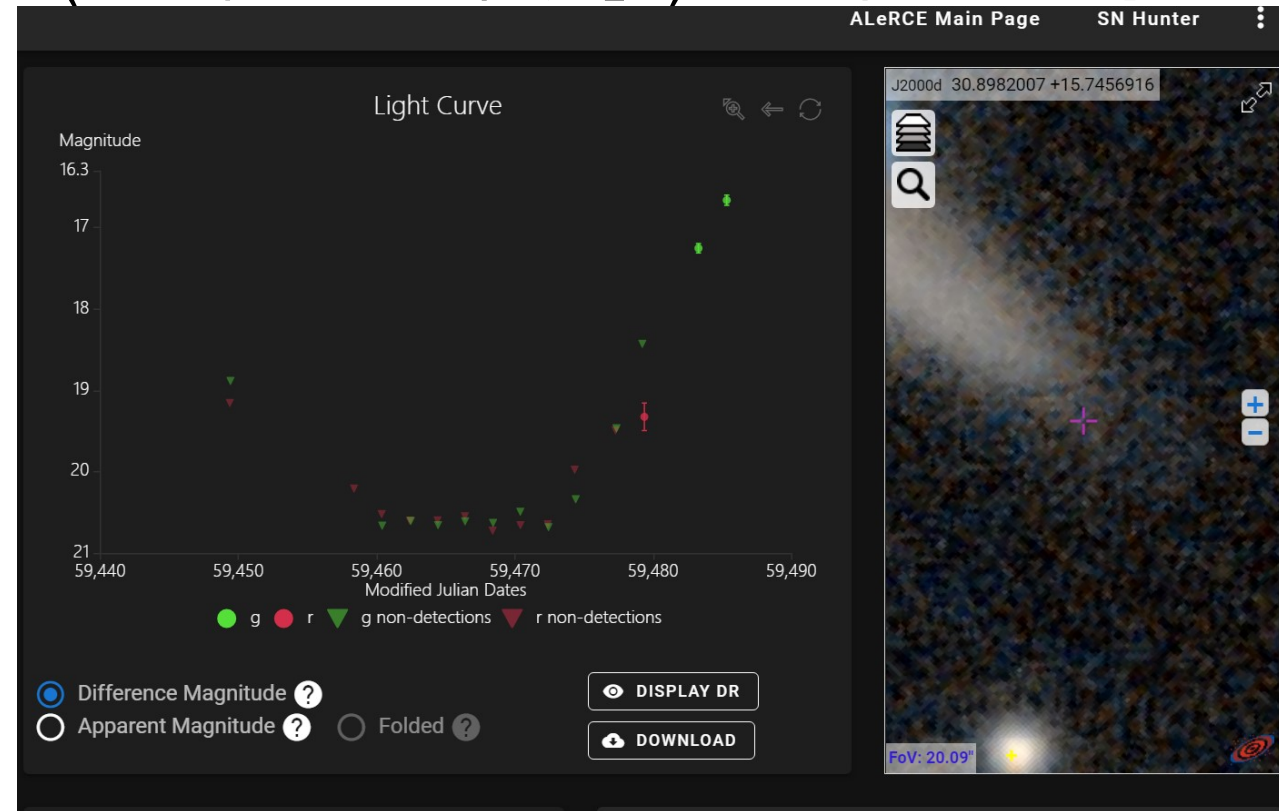 ALeRCE Main Page SN Hunter
Light Curve
J2000d 30.8982007 +15.7456916
Magnitude
16.3
17
18
19
20
21
59,440 59,450 59,460 59,470 59,480 59,490
Modified Julian Dates
g r g non-detections r non-detections
Difference Magnitude ?
Apparent Magnitude ? Folded ?
DISPLAY DR
DOWNLOAD
+
−
FoV: 20.09"